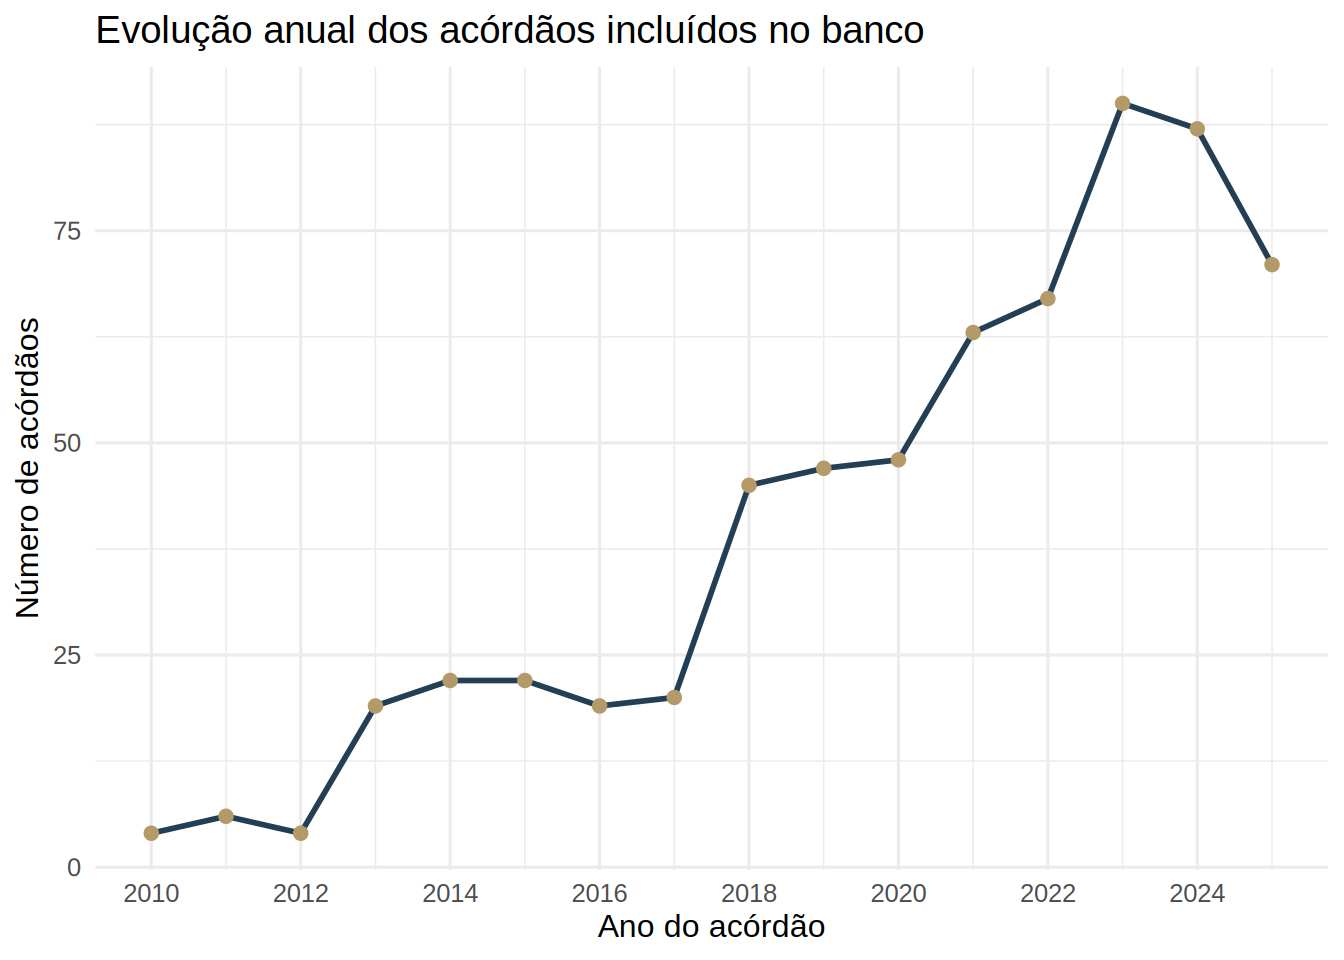 Evolução anual dos acórdãos incluídos no banco
Número de acórdãos
75
50
25
0
2010 2012 2014 2016 2018 2020 2022 2024
Ano do acórdão